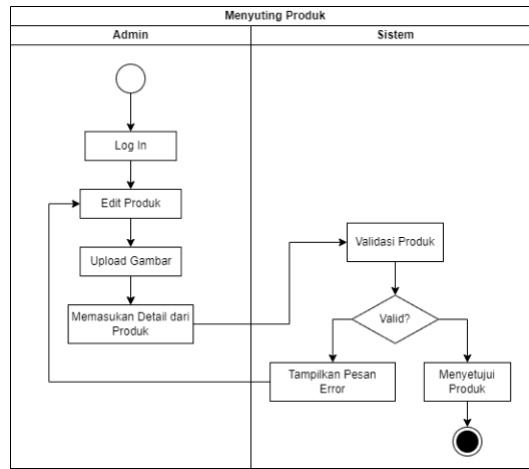 Menyuting Produk
Admin
Sistem
Log In
Edit Produk
Upload Gambar
Memasukan Detail dari
Produk
Validasi Produk
Valid?
Tampilkan Pesan
Error
Menyetujui
Produk